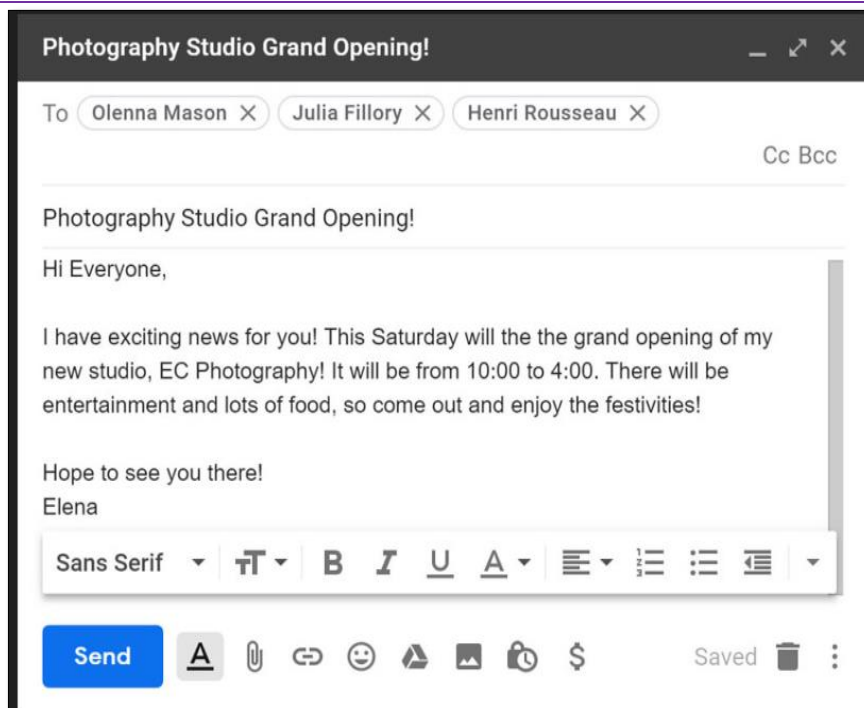 Photography Studio Grand Opening!
To Olenna Mason Julia Fillory Henri Rousseau
Cc Bcc
Photography Studio Grand Opening!
Hi Everyone,
I have exciting news for you! This Saturday will the the grand opening of my
new studio, EC Photography! It will be from 10:00 to 4:00. There will be
entertainment and lots of food, so come out and enjoy the festivities!
Hope to see you there!
Elena
Sans Serif TT B I U A
Send A $ Saved